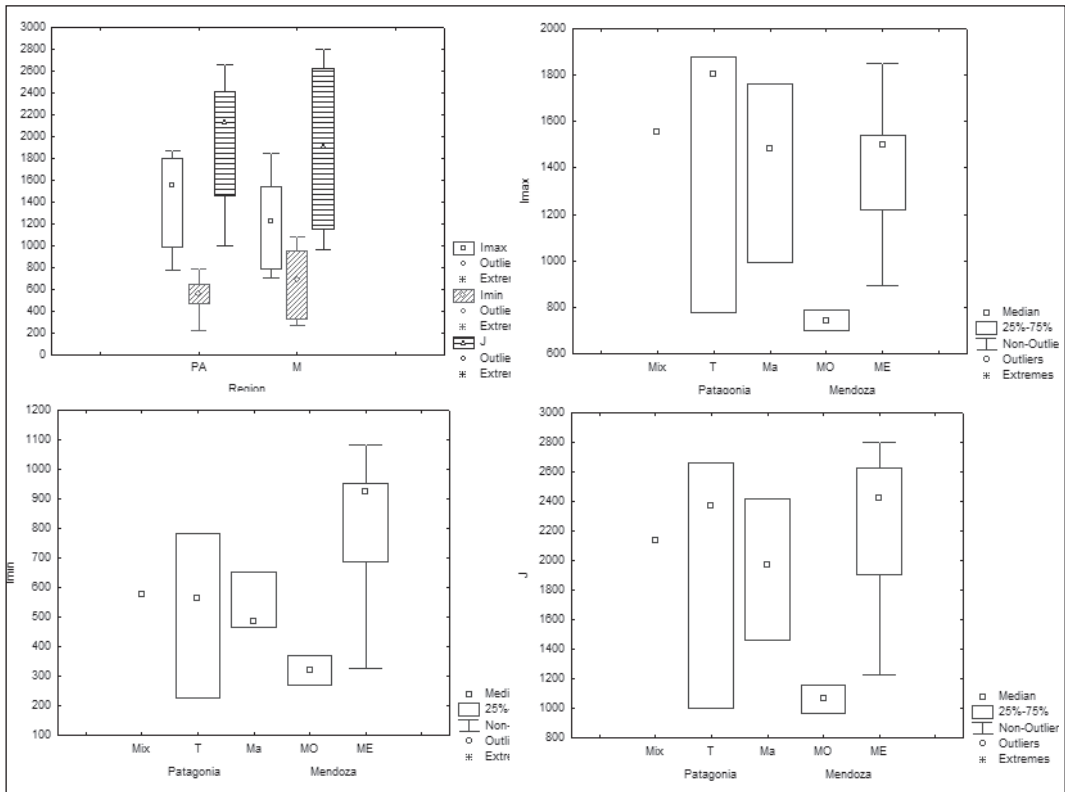 3000
2800
2600
2400
2200
2000
1800
1600
1400
1200
1000
800
600
400
200
0
PA M
Region
Imax
Outlie
Extrer
Imin
Outlie
Extrer
J
Outlie
Extrer
2000
1800
1600
1400
1200
1000
800
600
Imax
Mix T Ma MO ME
Patagonia Mendoza
Median
25%-75%
Non-Outlie
Outliers
Extremes
1200
1100
1000
900
800
700
600
500
400
300
200
100
Imin
Mix T Ma MO ME
Patagonia Mendoza
Medi
25%-
Non-
Outli
Extre
3000
2800
2600
2400
2200
2000
1800
1600
1400
1200
1000
800
J
Mix T Ma MO ME
Patagonia Mendoza
Median
25%-75%
Non-Outlier
Outliers
Extremes